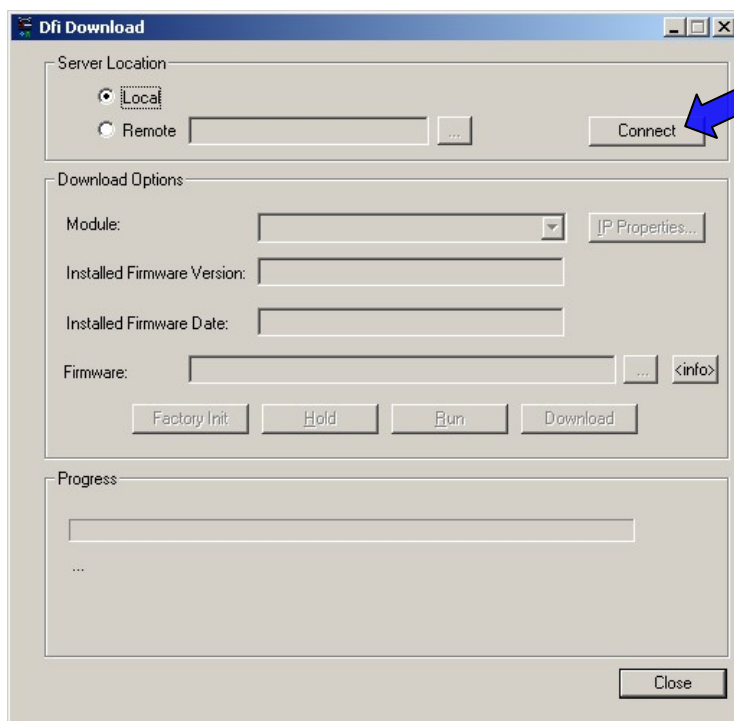 Dfi Download
Server Location
Local
Remote ... Connect
Download Options
Module: IP Properties...
Installed Firmware Version:
Installed Firmware Date:
Firmware: ... <info>
Factory Init Hold Run Download
Progress
...
Close